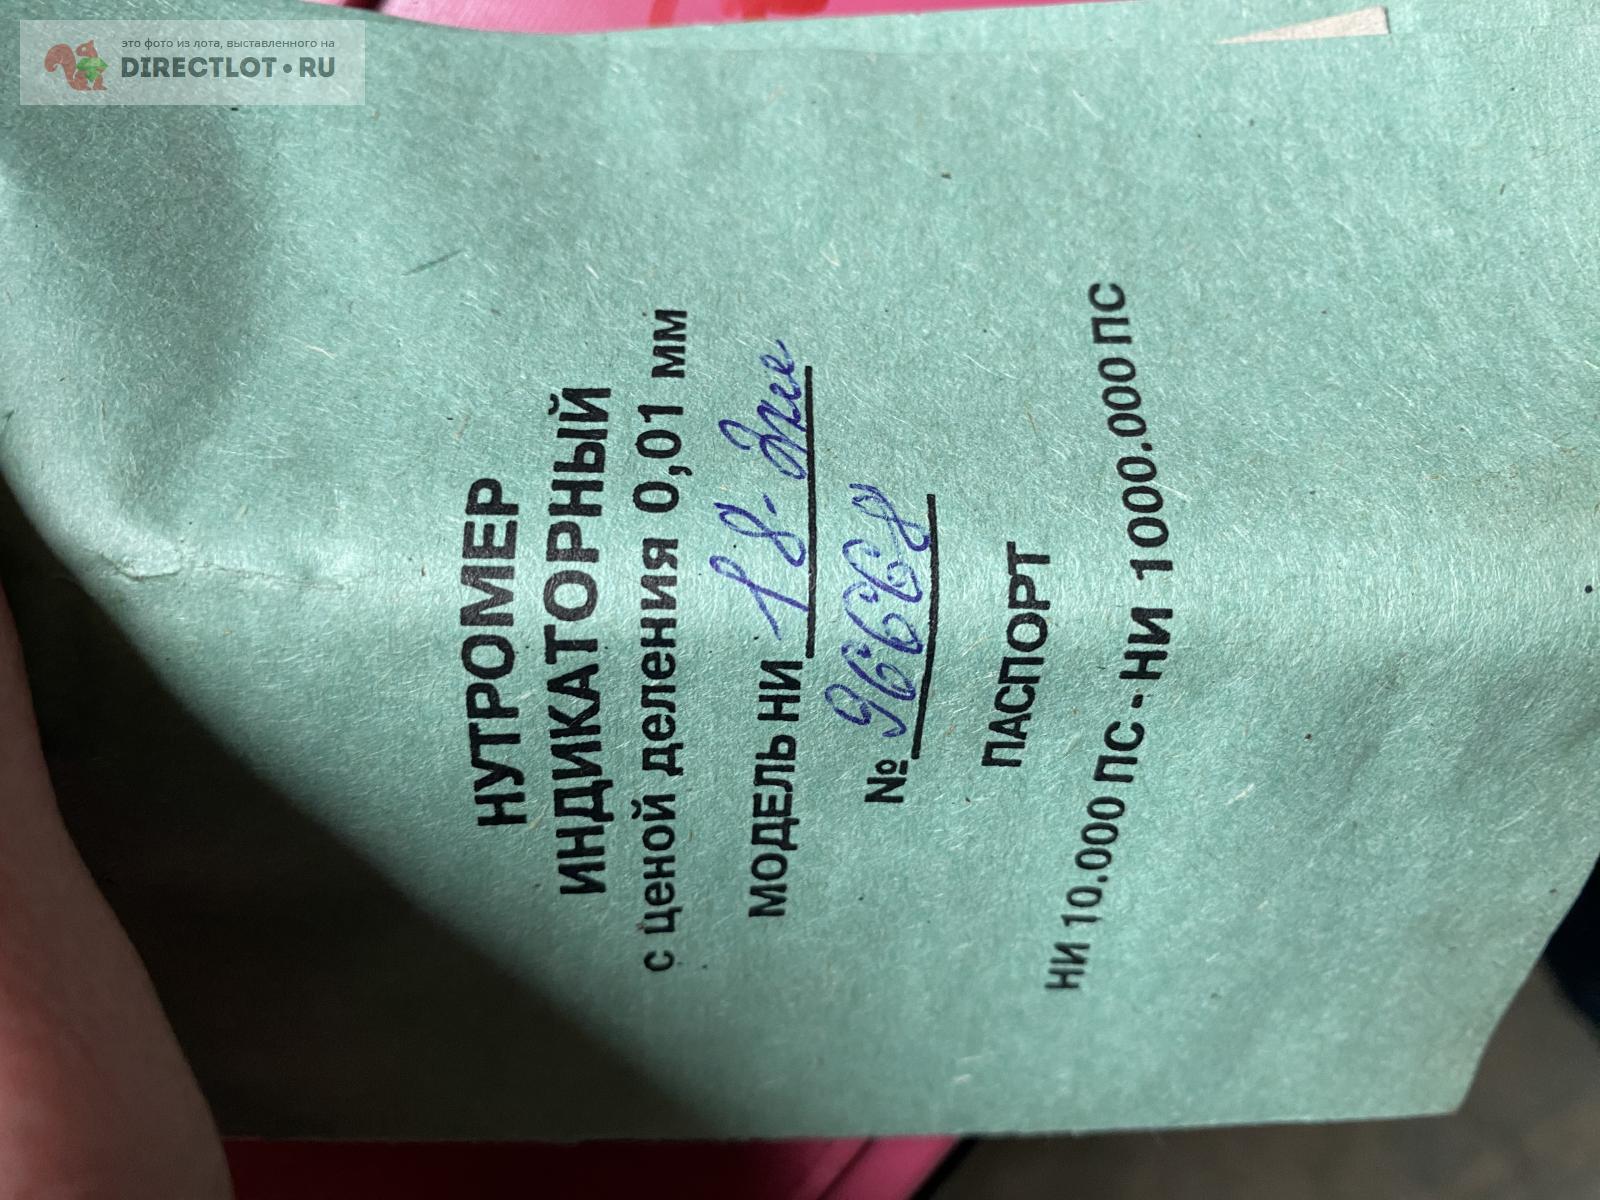 это фото из лота, выставленного на
DIRECTLOT.RU
НУТРОМЕР
ИНДИКАТОРНЫЙ
с ценой деления 0,01 мм
МОДЕЛЬ НИ 18-
№ 96668
ПАСПОРТ
НИ 10.000 ПС - НИ 1000.000 ПС